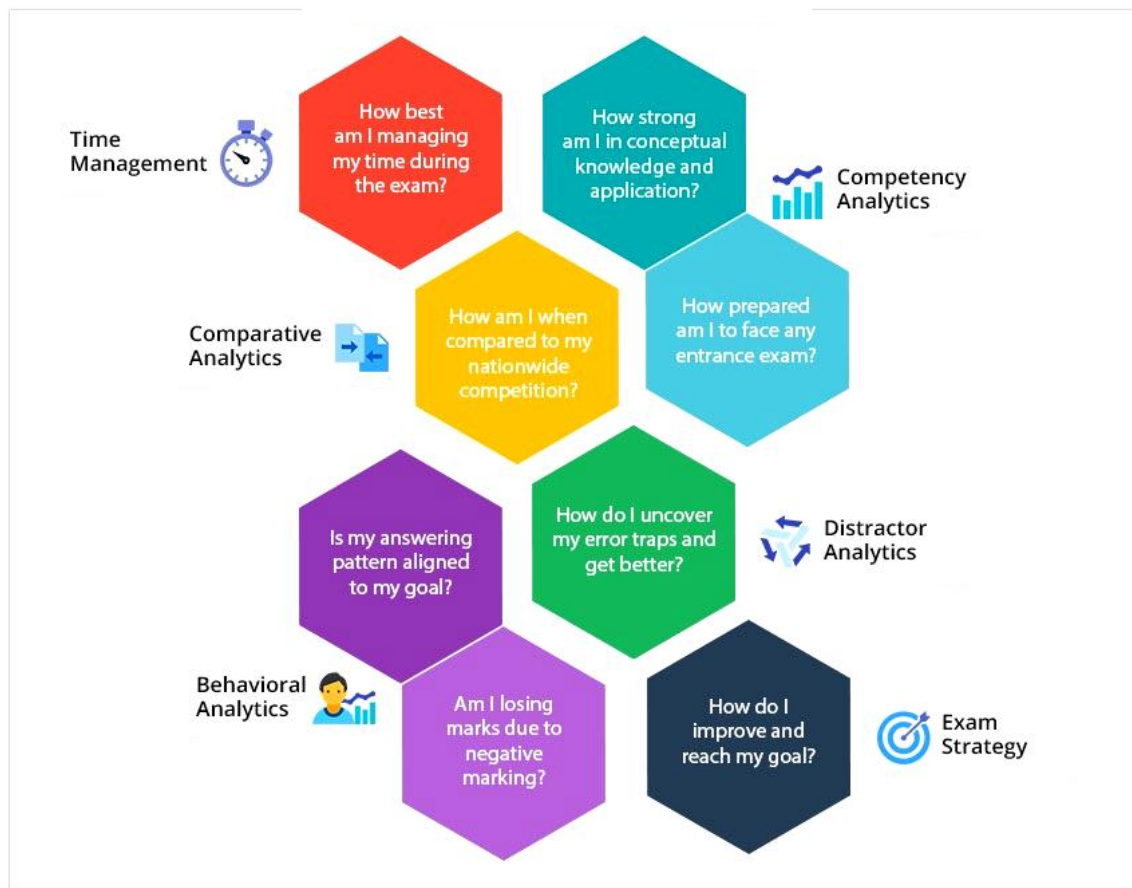 Time
Management
How best
am I managing
my time during
the exam?
How strong
am I in conceptual
knowledge and
application?
Competency
Analytics
Comparative
Analytics
How am I when
compared to my
nationwide
competition?
How prepared
am I to face any
entrance exam?
Is my answering
pattern aligned
to my goal?
How do I uncover
my error traps and
get better?
Distractor
Analytics
Behavioral
Analytics
Am I losing
marks due to
negative
marking?
How do I
improve and
reach my goal?
Exam
Strategy